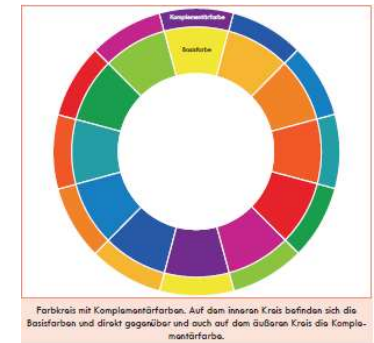 Komplementärfarbe
Basisfarbe
Farbkreis mit Komplementärfarben. Auf dem inneren Kreis befinden sich die
Basisfarben und direkt gegenüber und auch auf dem äußeren Kreis die Komple-
mentärfarbe.